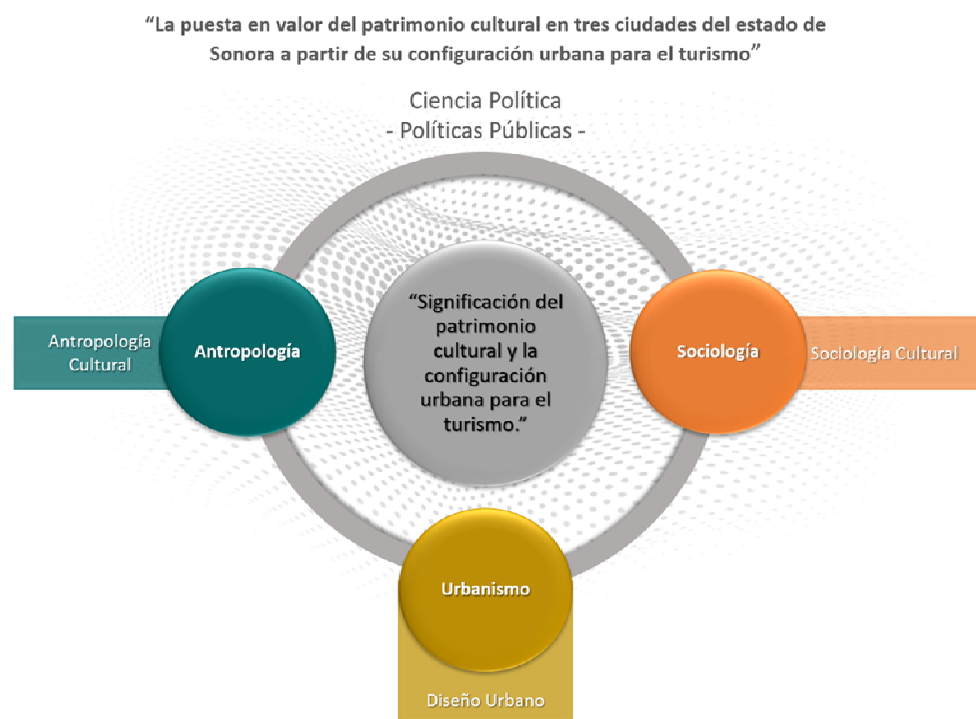 “La puesta en valor del patrimonio cultural en tres ciudades del estado de
Sonora a partir de su configuración urbana para el turismo”
Ciencia Política
- Políticas Públicas -
Antropología
Cultural
Antropología
“Significación del
patrimonio
cultural y la
configuración
urbana para el
turismo.”
Sociología
Sociología Cultural
Urbanismo
Diseño Urbano